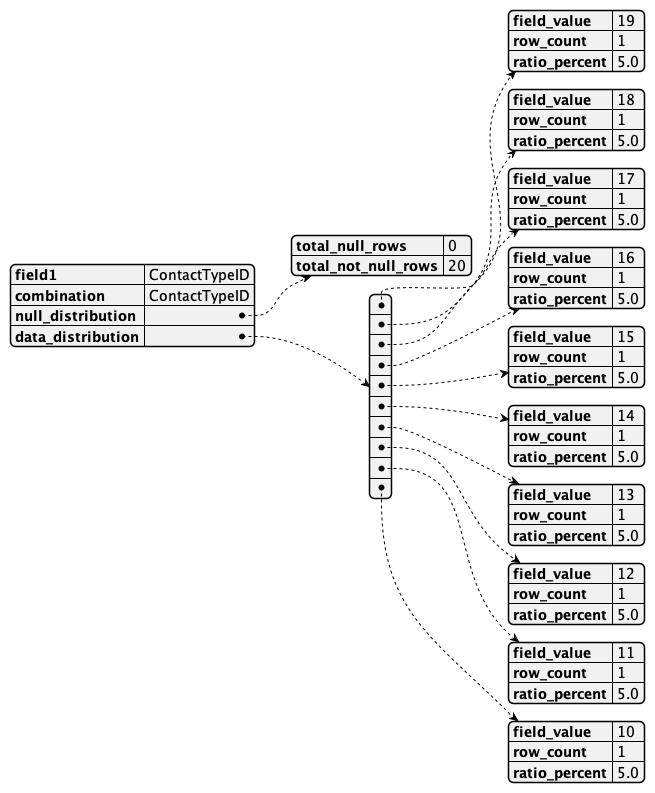 field1 ContactTypeID
combination ContactTypeID
null_distribution
data_distribution
total_null_rows 0
total_not_null_rows 20
field_value 19
row_count 1
ratio_percent 5.0
field_value 18
row_count 1
ratio_percent 5.0
field_value 17
row_count 1
ratio_percent 5.0
field_value 16
row_count 1
ratio_percent 5.0
field_value 15
row_count 1
ratio_percent 5.0
field_value 14
row_count 1
ratio_percent 5.0
field_value 13
row_count 1
ratio_percent 5.0
field_value 12
row_count 1
ratio_percent 5.0
field_value 11
row_count 1
ratio_percent 5.0
field_value 10
row_count 1
ratio_percent 5.0